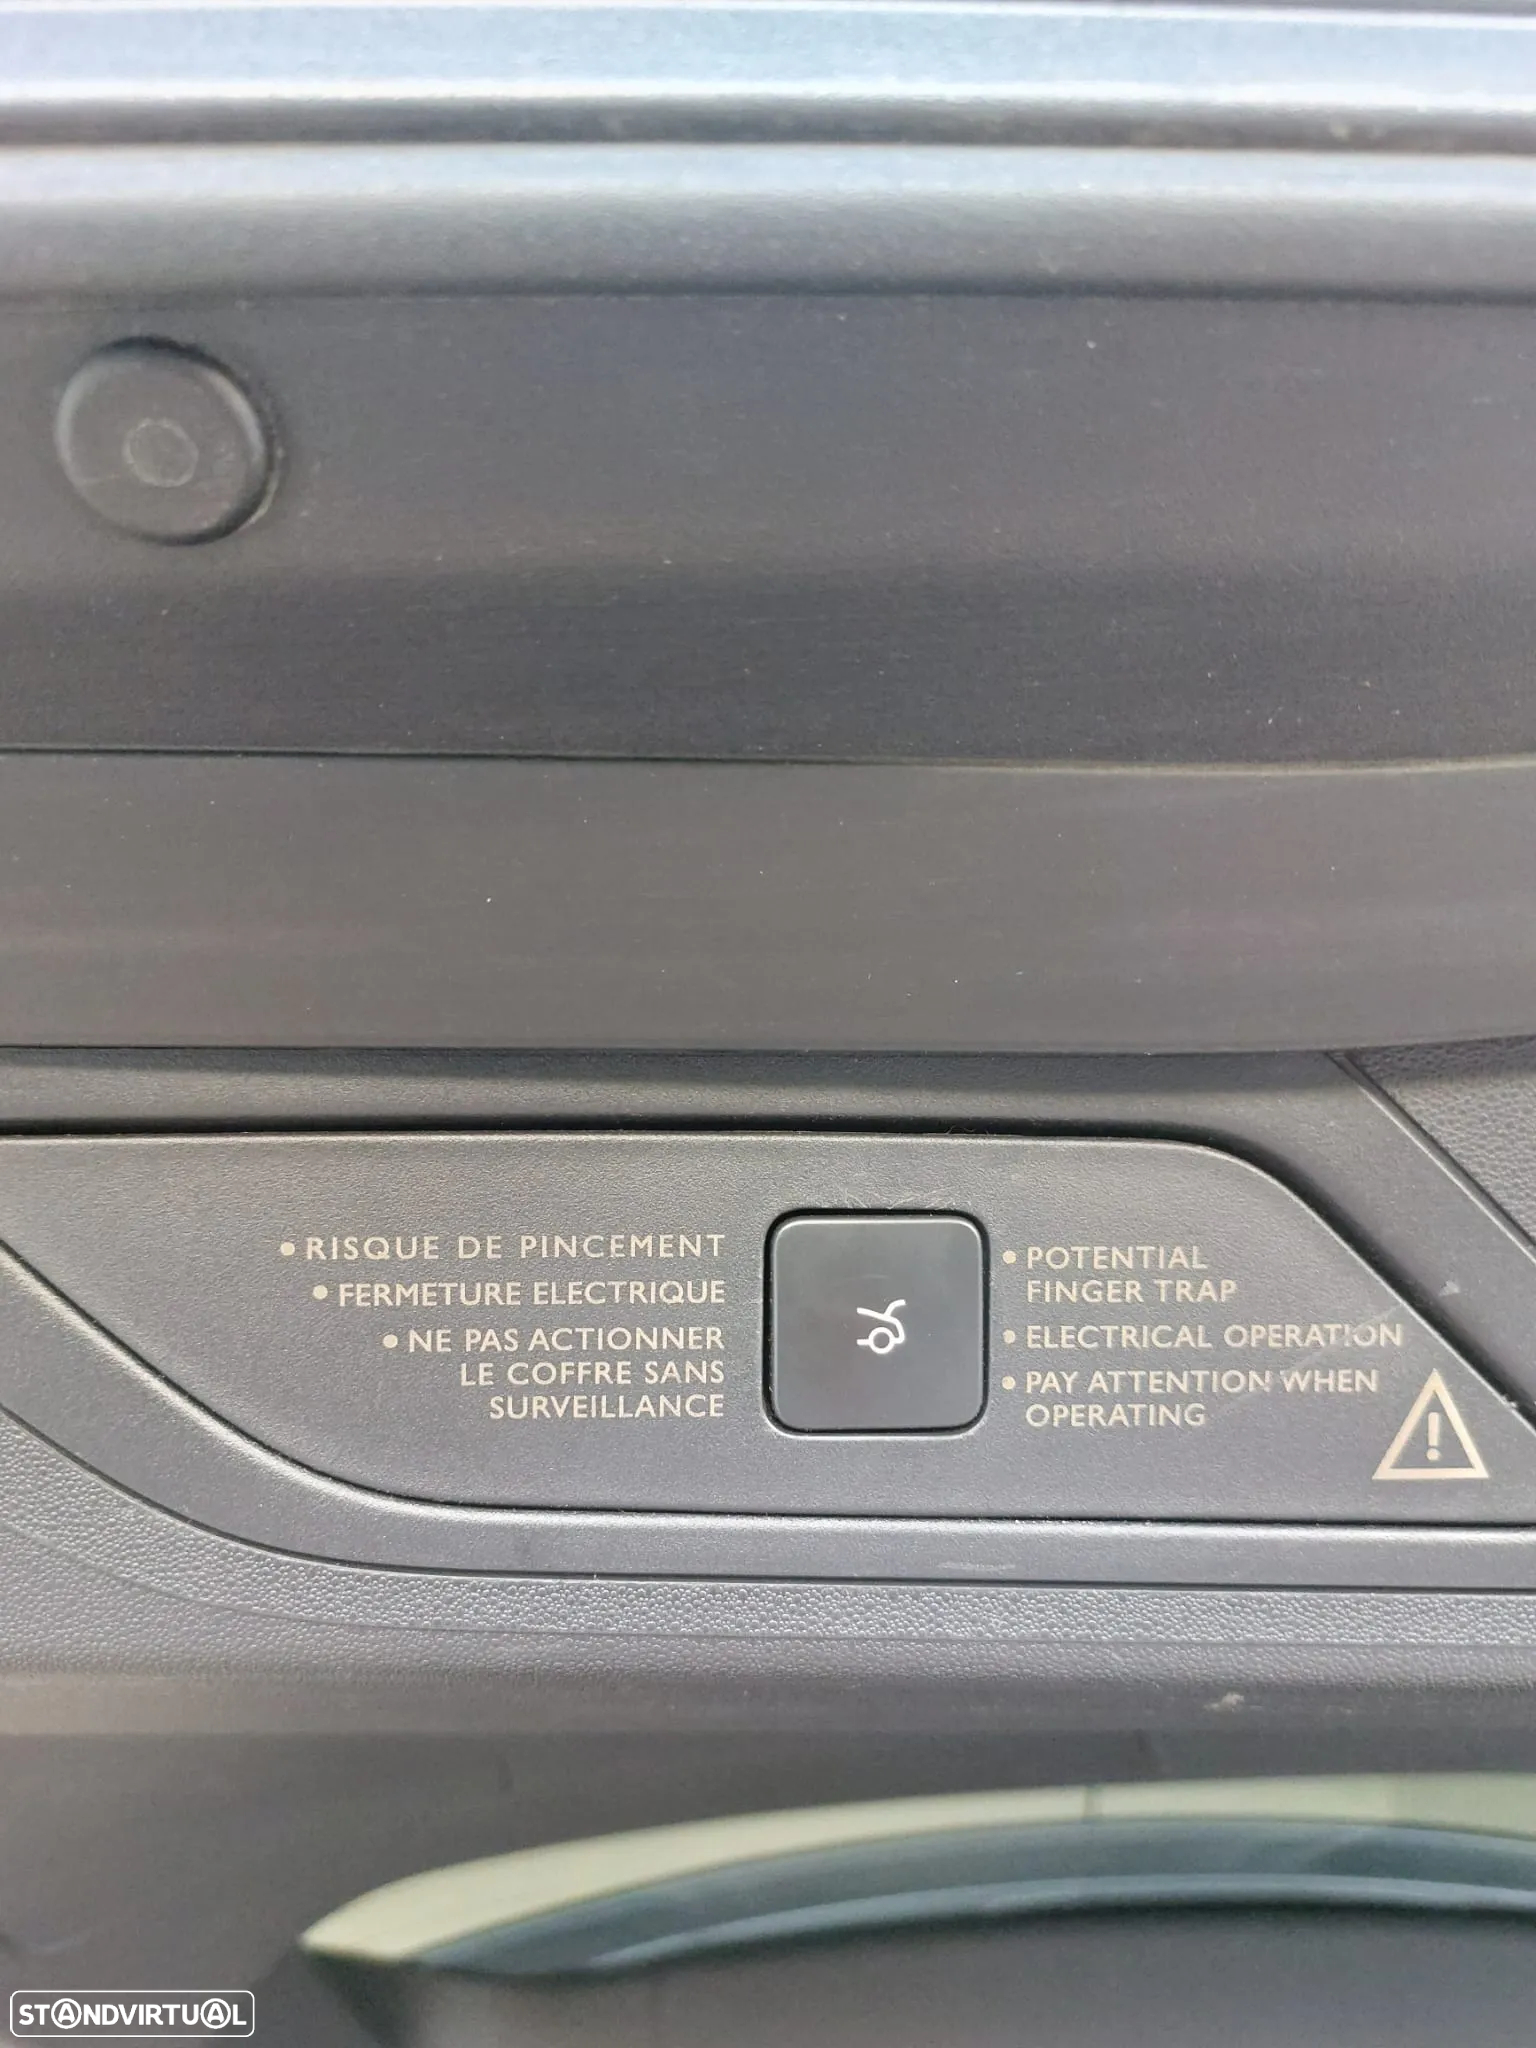 • RISQUE DE PINCEMENT
• FERMETURE ELECTRIQUE
• NE PAS ACTIONNER
LE COFFRE SANS
SURVEILLANCE
• POTENTIAL
FINGER TRAP
• ELECTRICAL OPERATION
• PAY ATTENTION WHEN
OPERATING
!
STANDVIRTUAL